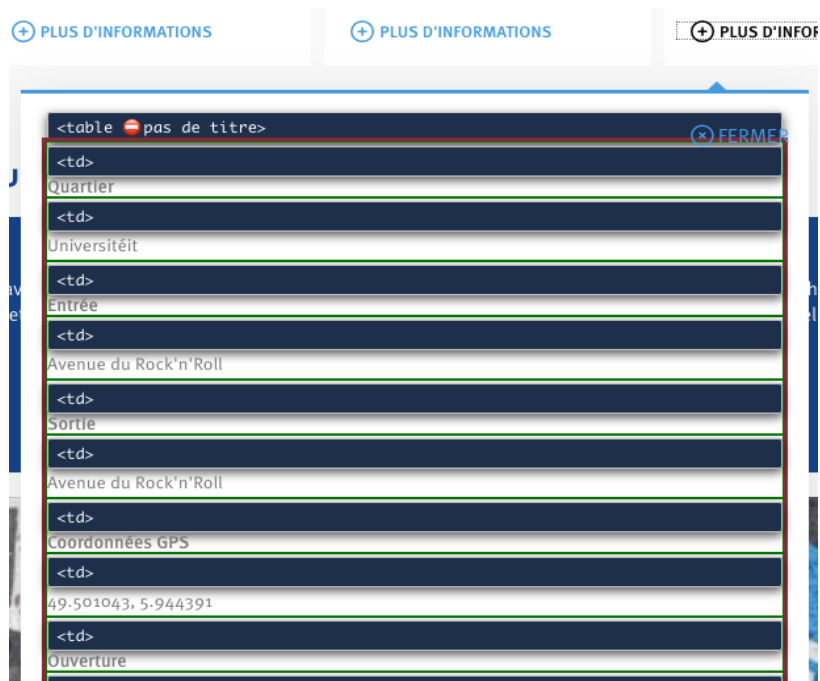 PLUS D'INFORMATIONS PLUS D'INFORMATIONS PLUS D'INFOR
<table ⛔pas de titre>
FERMER
<td>
Quartier
<td>
Universitéit
<td>
Entrée
<td>
Avenue du Rock'n'Roll
<td>
Sortie
<td>
Avenue du Rock'n'Roll
<td>
Coordonnées GPS
<td>
49.501043, 5.944391
<td>
Ouverture